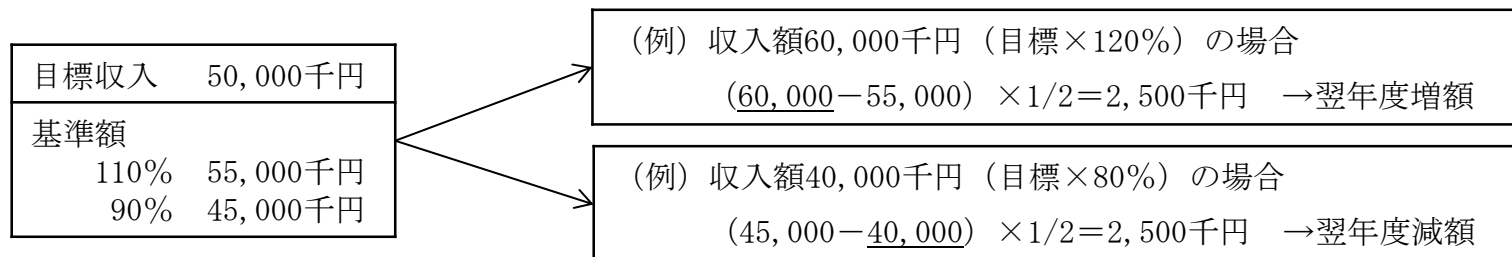 目標収入　50,000千円
基準額
110％　55,000千円
90％　45,000千円
（例）収入額60,000千円（目標×120％）の場合
（60,000－55,000）×1/2＝2,500千円　→翌年度増額
（例）収入額40,000千円（目標×80％）の場合
（45,000－40,000）×1/2＝2,500千円　→翌年度減額